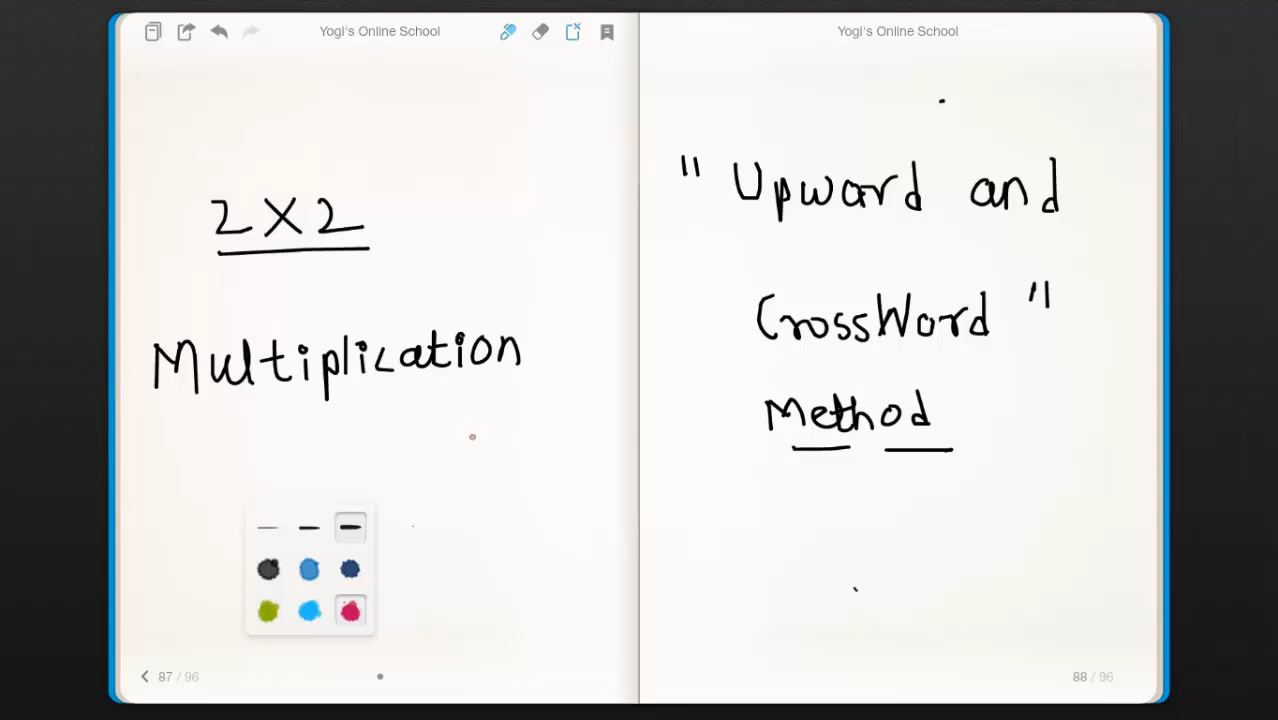 Yogi's Online School
2X2
Multiplication
87 / 96
Yogi's Online School
" Upward and
CrossWord "
Method
88 / 96